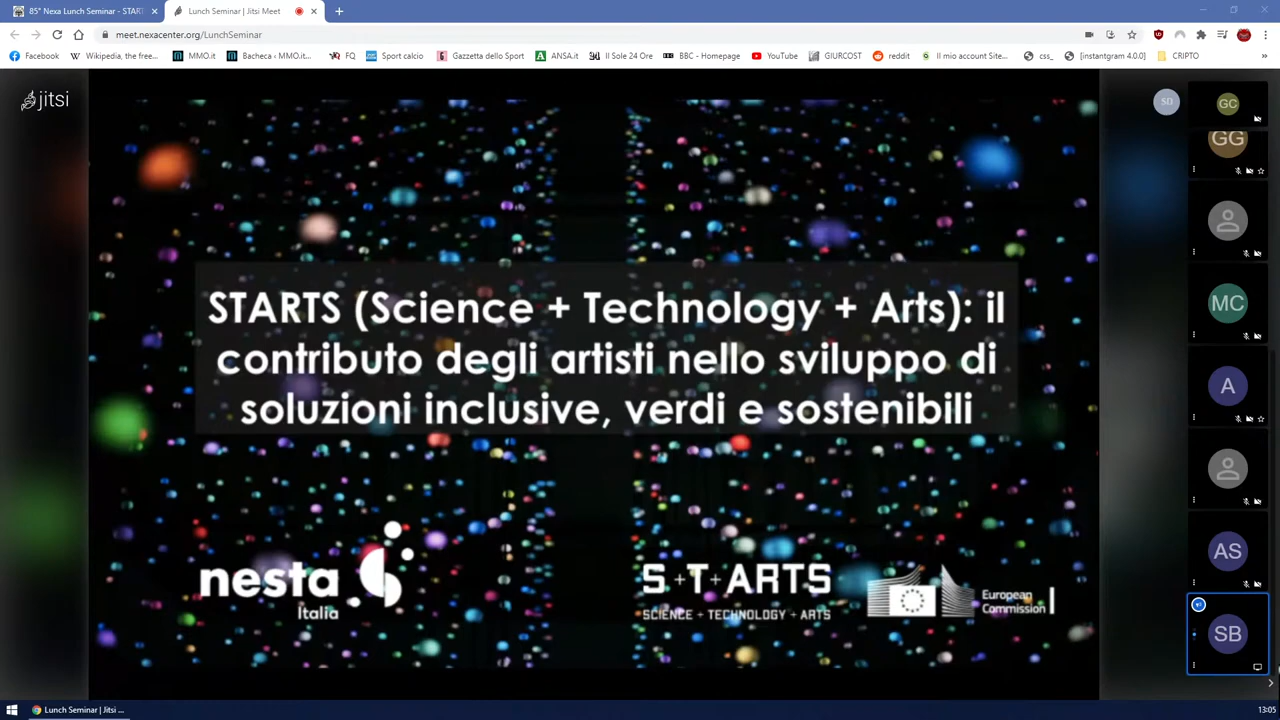 85° Nexa Lunch Seminar - START
Lunch Seminar | Jitsi Meet
meet.nexacenter.org/LunchSeminar
Facebook
Wikipedia, the free...
MMO.it
Bacheca ‹ MMO.it...
FQ
Sport calcio
Gazzetta dello Sport
ANSA.it
Il Sole 24 Ore
BBC - Homepage
YouTube
GIURCOST
reddit
Il mio account Site...
css_
[instantgram 4.0.0]
CRIPTO
jitsi
SD
GC
GG
MC
A
AS
SB
STARTS (Science + Technology + Arts): il
contributo degli artisti nello sviluppo di
soluzioni inclusive, verdi e sostenibili
nesta
Italia
S+T+ARTS
SCIENCE + TECHNOLOGY + ARTS
European
Commission
Lunch Seminar | Jitsi ...
13:05